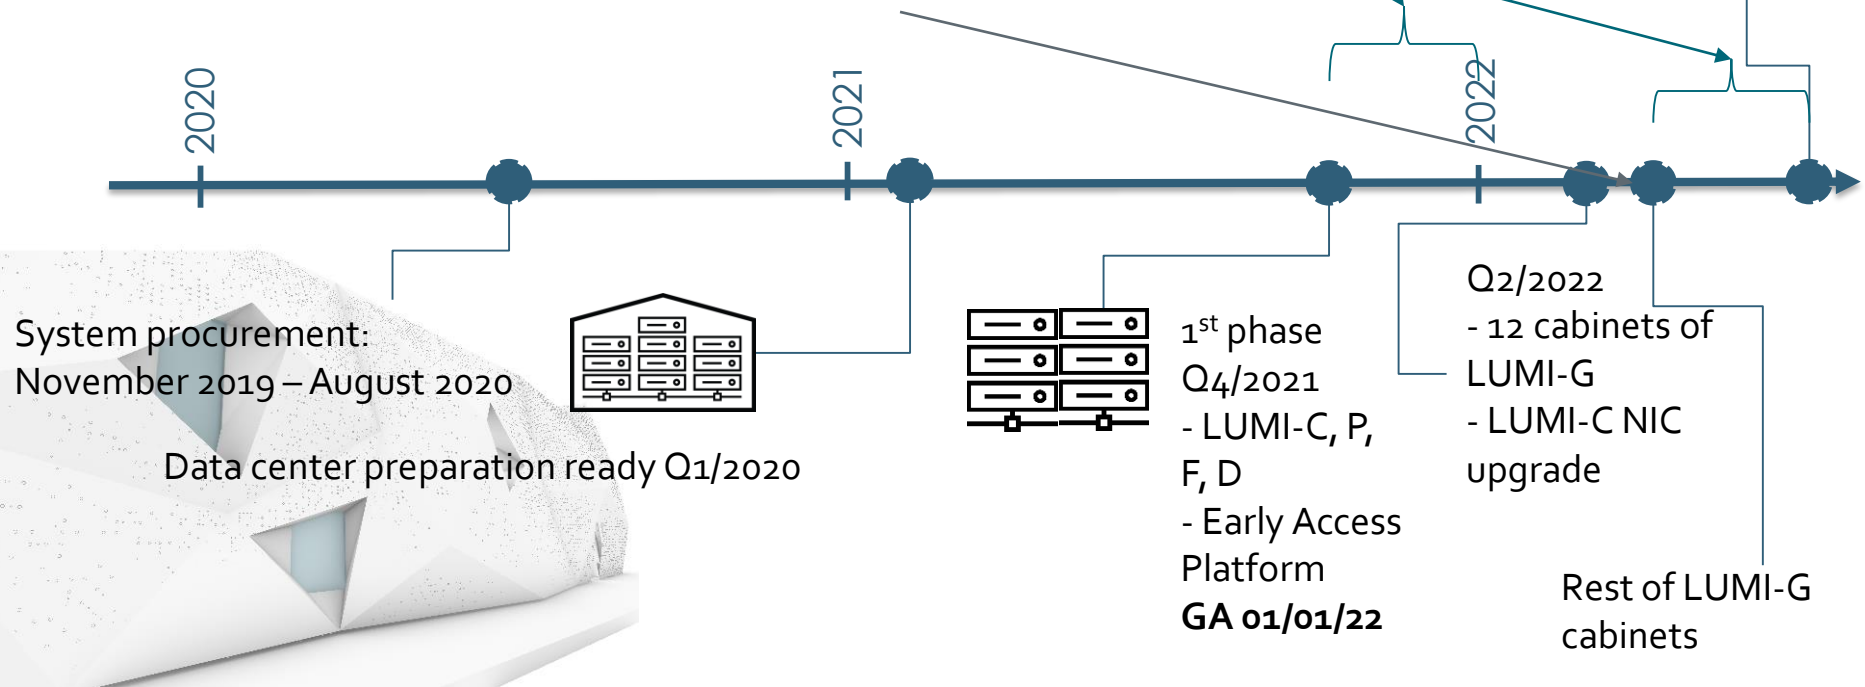 2020
2021
2022
System procurement:
November 2019 – August 2020
Data center preparation ready Q1/2020
1st phase
Q4/2021
- LUMI-C, P,
F, D
- Early Access
Platform
GA 01/01/22
Q2/2022
- 12 cabinets of
LUMI-G
- LUMI-C NIC
upgrade
Rest of LUMI-G
cabinets